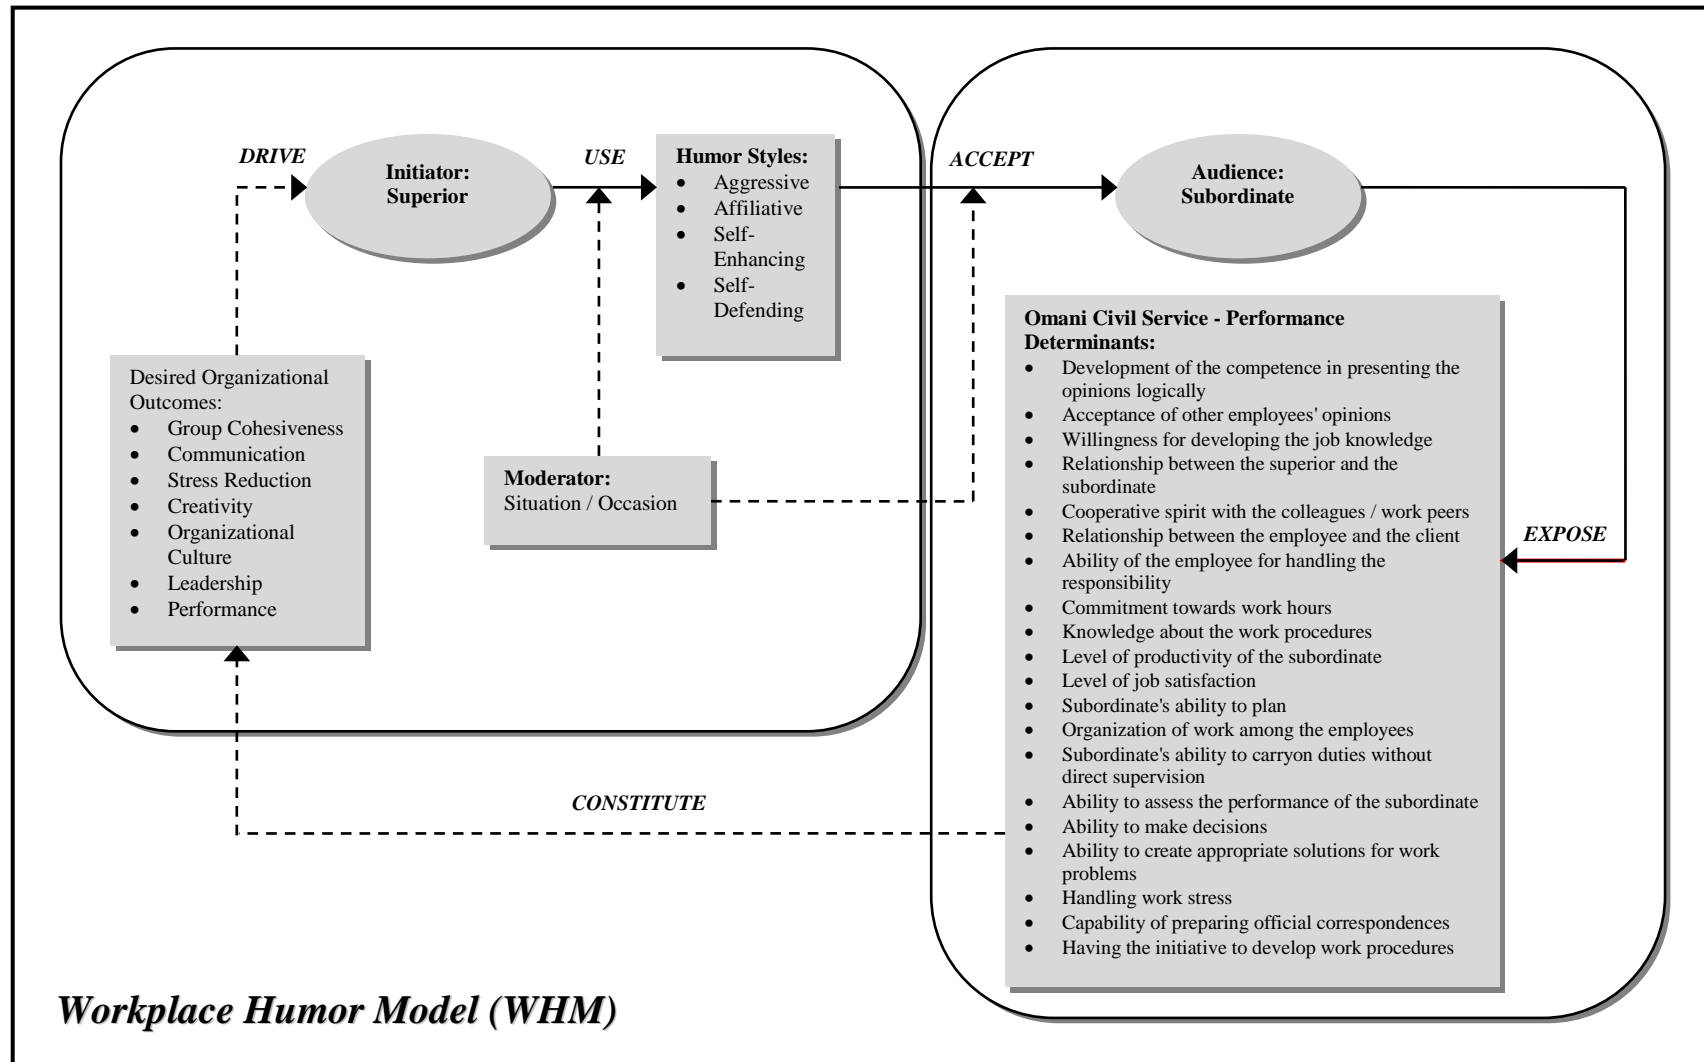 DRIVE
Initiator:
Superior
USE
Humor Styles:
• Aggressive
• Affiliative
• Self-
Enhancing
• Self-
Defending
ACCEPT
Audience:
Subordinate
Desired Organizational
Outcomes:
• Group Cohesiveness
• Communication
• Stress Reduction
• Creativity
• Organizational
Culture
• Leadership
• Performance
Moderator:
Situation / Occasion
Omani Civil Service - Performance
Determinants:
• Development of the competence in presenting the
opinions logically
• Acceptance of other employees' opinions
• Willingness for developing the job knowledge
• Relationship between the superior and the
subordinate
• Cooperative spirit with the colleagues / work peers
• Relationship between the employee and the client
• Ability of the employee for handling the
responsibility
• Commitment towards work hours
• Knowledge about the work procedures
• Level of productivity of the subordinate
• Level of job satisfaction
• Subordinate's ability to plan
• Organization of work among the employees
• Subordinate's ability to carryon duties without
direct supervision
• Ability to assess the performance of the subordinate
• Ability to make decisions
• Ability to create appropriate solutions for work
problems
• Handling work stress
• Capability of preparing official correspondences
• Having the initiative to develop work procedures
EXPOSE
CONSTITUTE
Workplace Humor Model (WHM)